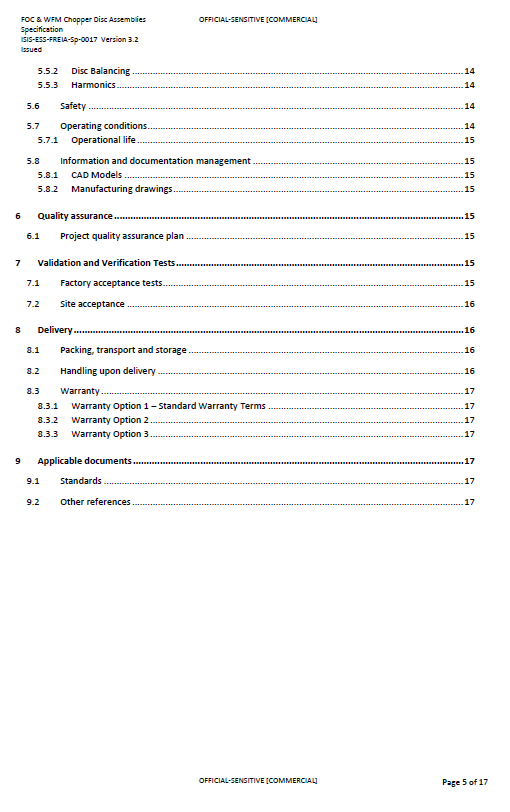 FOC & WFM Chopper Disc Assemblies OFFICIAL-SENSITIVE [COMMERCIAL]
Specification
ISIS-ESS-FREIA-Sp-0017 Version 3.2
Issued
5.5.2 Disc Balancing ........ 14
5.5.3 Harmonics ........ 14
5.6 Safety ........ 14
5.7 Operating conditions ........ 14
5.7.1 Operational life ........ 15
5.8 Information and documentation management ........ 15
5.8.1 CAD Models ........ 15
5.8.2 Manufacturing drawings ........ 15
6 Quality assurance ........ 15
6.1 Project quality assurance plan ........ 15
7 Validation and Verification Tests ........ 15
7.1 Factory acceptance tests ........ 15
7.2 Site acceptance ........ 16
8 Delivery ........ 16
8.1 Packing, transport and storage ........ 16
8.2 Handling upon delivery ........ 16
8.3 Warranty ........ 17
8.3.1 Warranty Option 1 – Standard Warranty Terms ........ 17
8.3.2 Warranty Option 2 ........ 17
8.3.3 Warranty Option 3 ........ 17
9 Applicable documents ........ 17
9.1 Standards ........ 17
9.2 Other references ........ 17
OFFICIAL-SENSITIVE [COMMERCIAL] Page 5 of 17